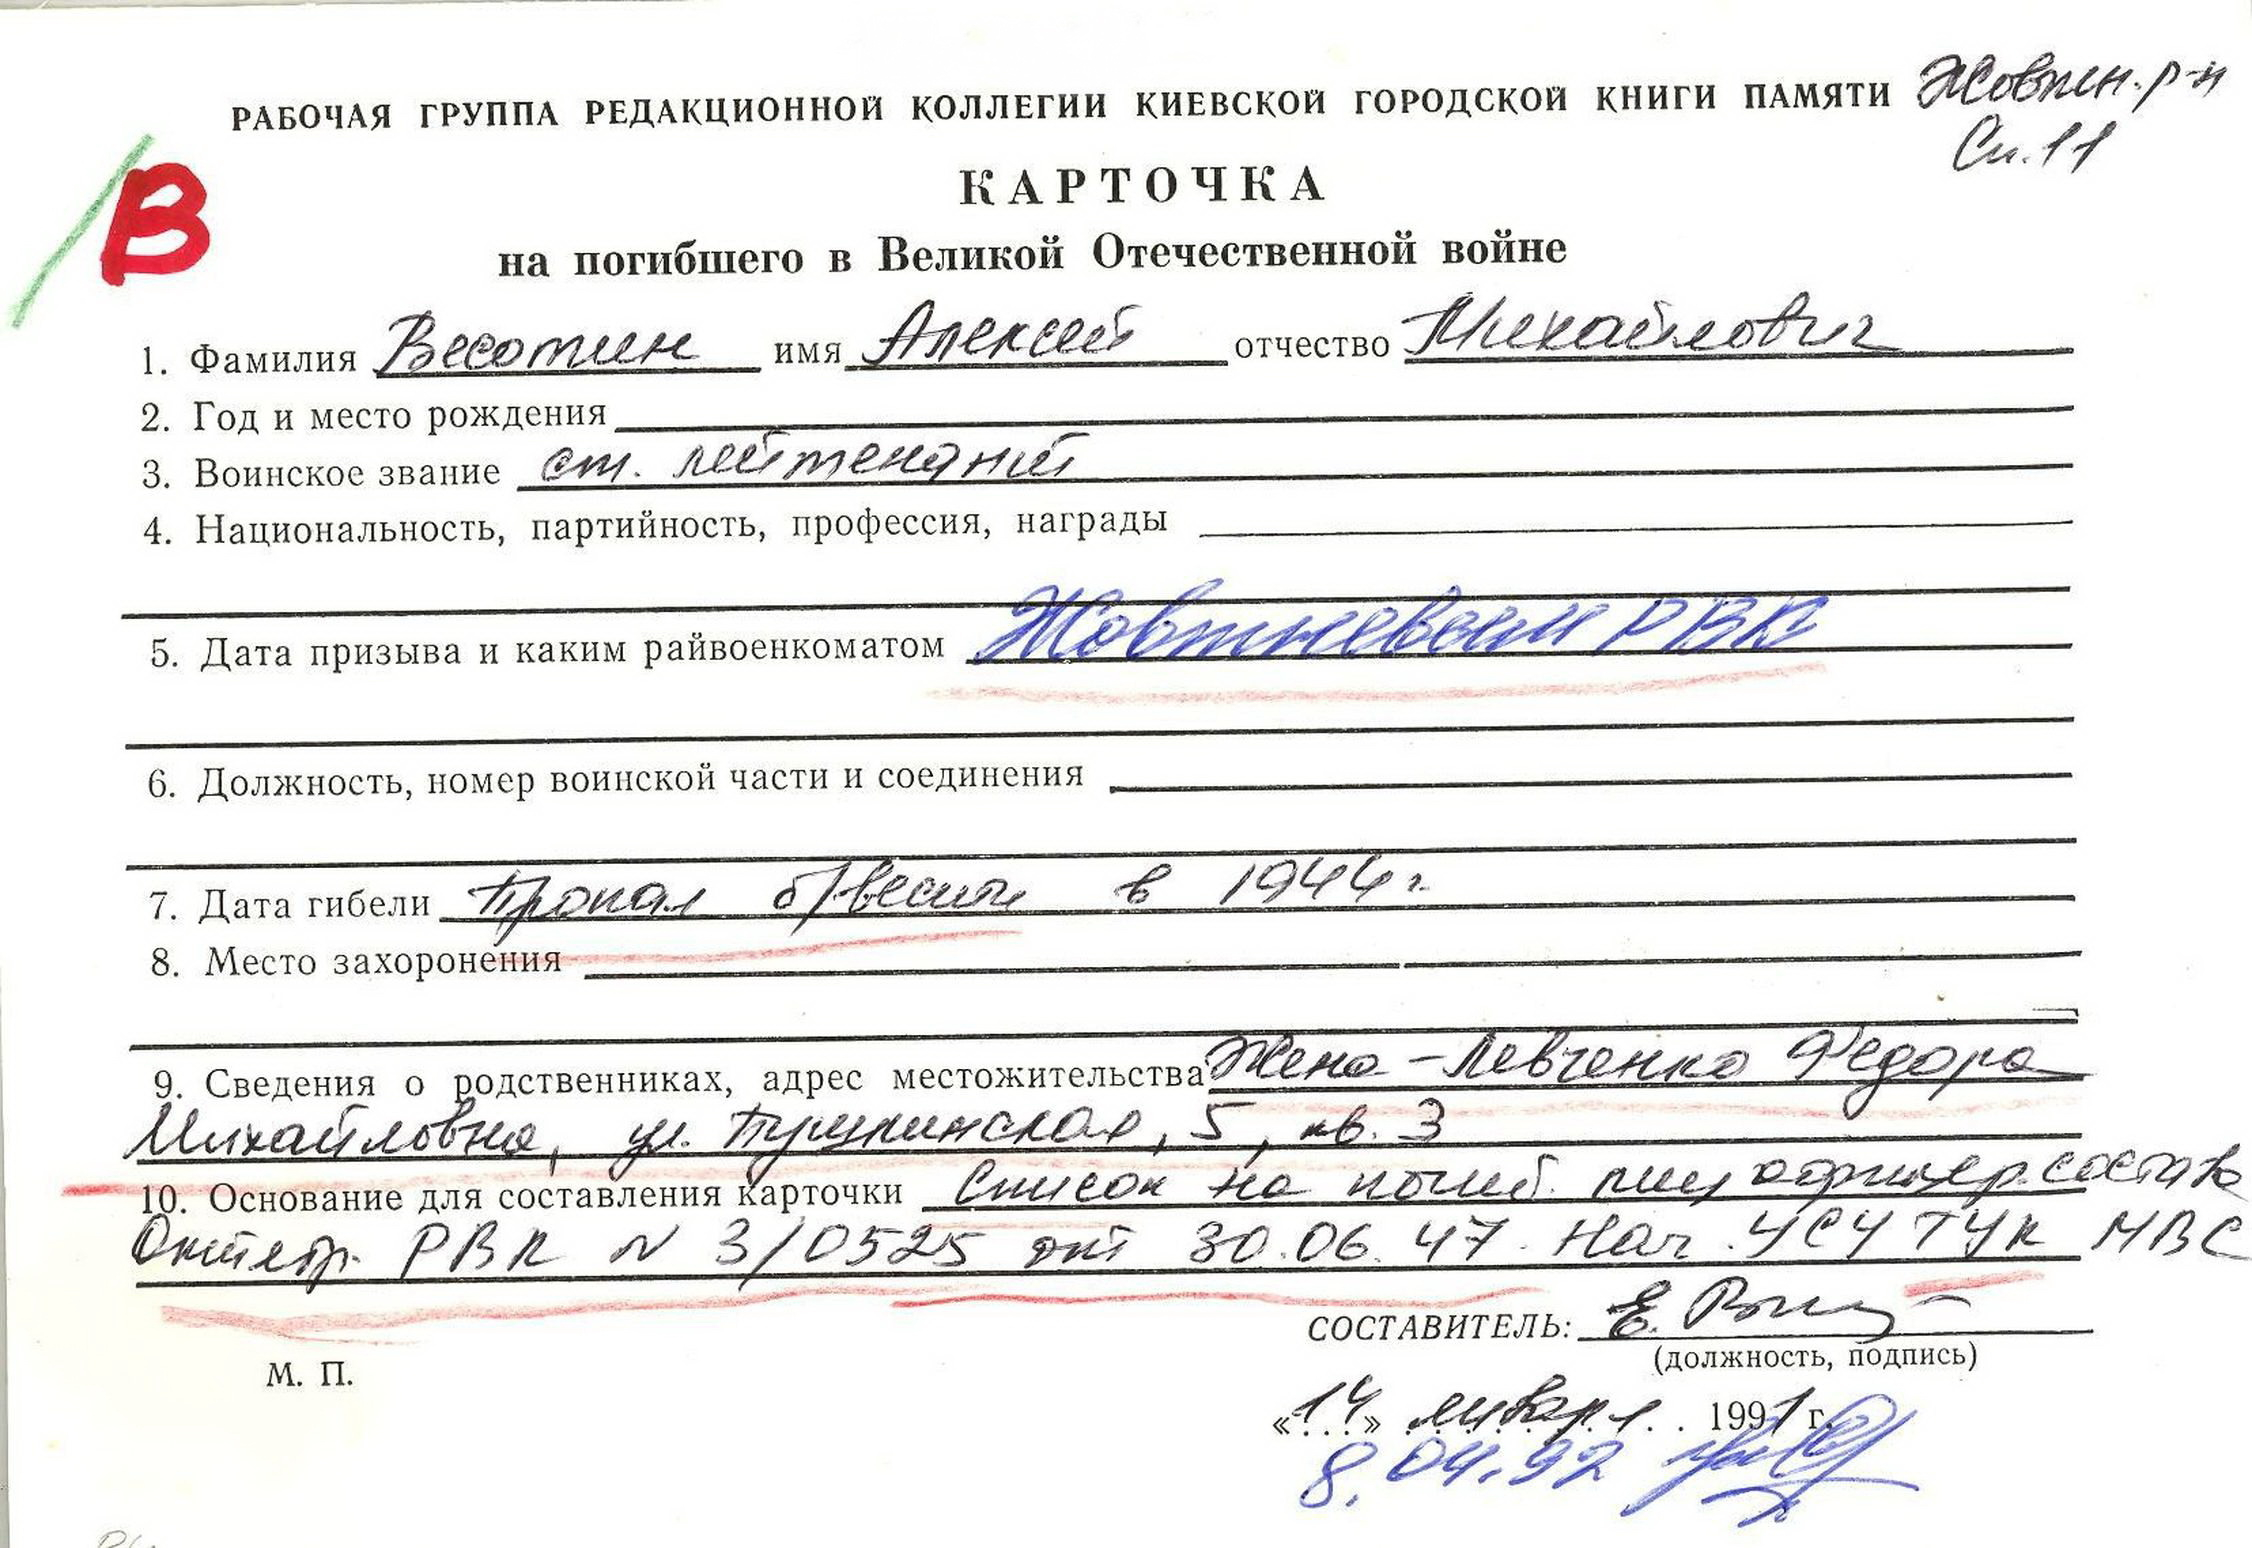 РАБОЧАЯ ГРУППА РЕДАКЦИОННОЙ КОЛЛЕГИИ КИЕВСКОЙ ГОРОДСКОЙ КНИГИ ПАМЯТИ Жовтн. р-н
Сп. 11
В
КАРТОЧКА
на погибшего в Великой Отечественной войне
1. Фамилия Весотин имя Алексей отчество Михайлович
2. Год и место рождения
3. Воинское звание ст. лейтенант
4. Национальность, партийность, профессия, награды
5. Дата призыва и каким райвоенкоматом Жовтневым РВК
6. Должность, номер воинской части и соединения
7. Дата гибели Пропал б/вести в 1944 г.
8. Место захоронения
9. Сведения о родственниках, адрес местожительства Жена - Левченко Федора
Михайловна, ул. Пушкинская, 5, кв. 3
10. Основание для составления карточки Список на погиб. лиц офицер. состава
Октябр. РВК N 3/0525 от 30.06.47. Нач. УСУ ГУК МВС
СОСТАВИТЕЛЬ: Е.
(должность, подпись)
М. П.
«14» января 1991 г.
8.04.92